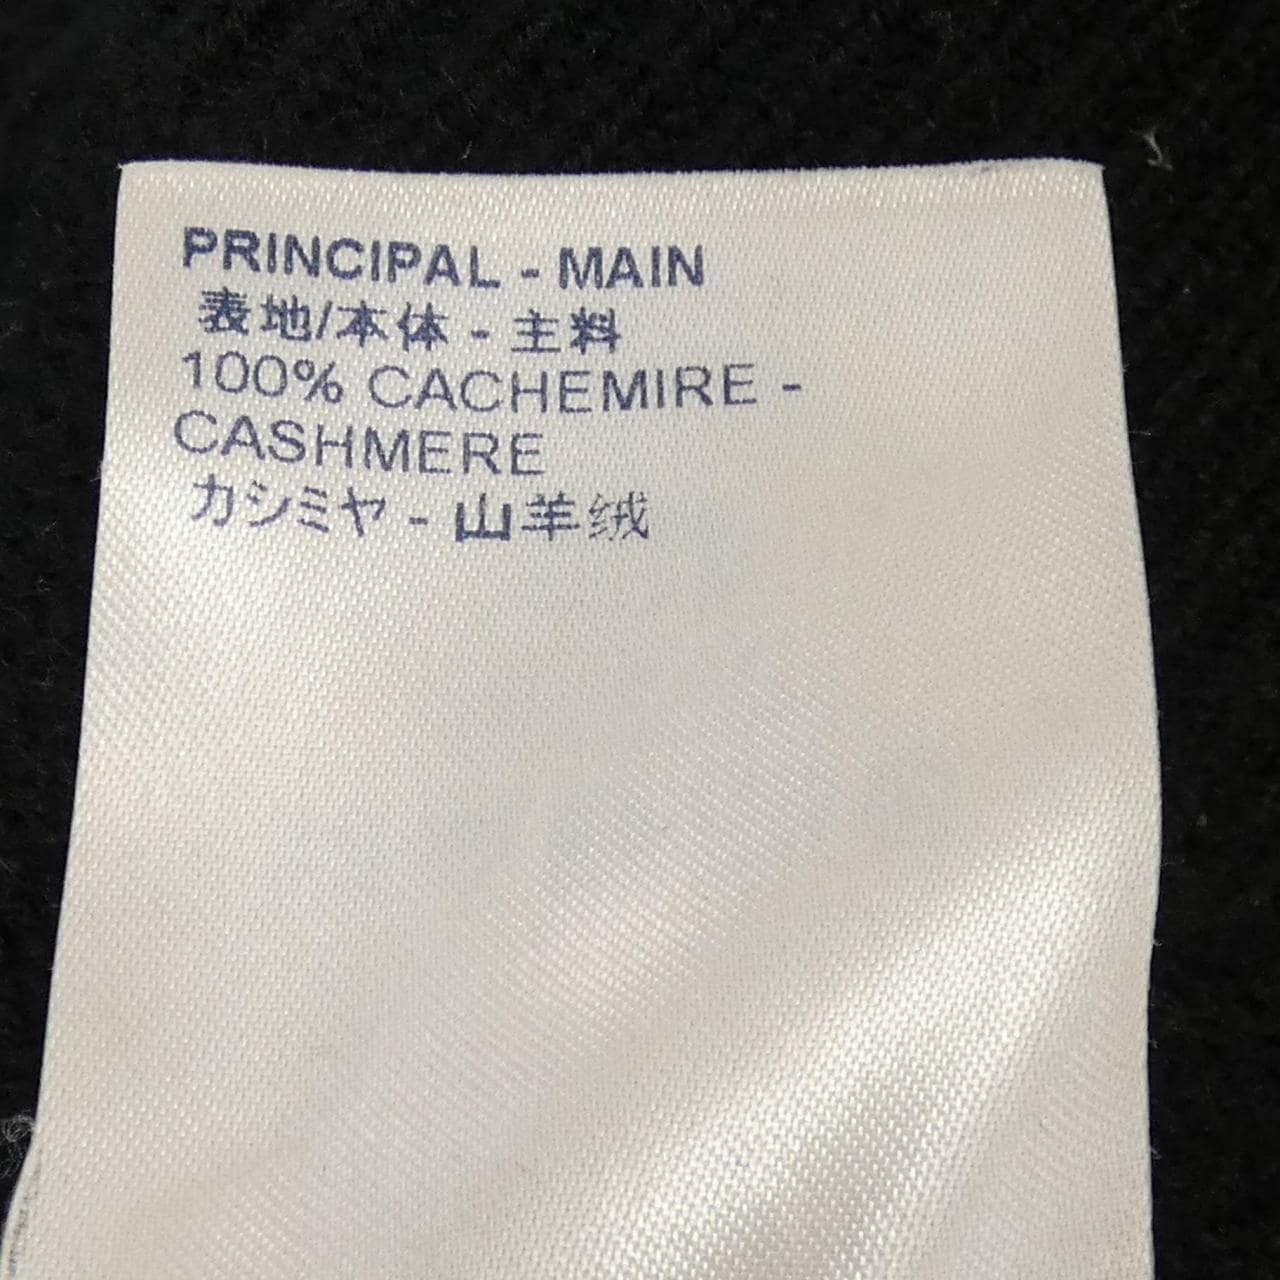 PRINCIPAL - MAIN
表地/本体 - 主料
100% CACHEMIRE -
CASHMERE
カシミヤ - 山羊绒